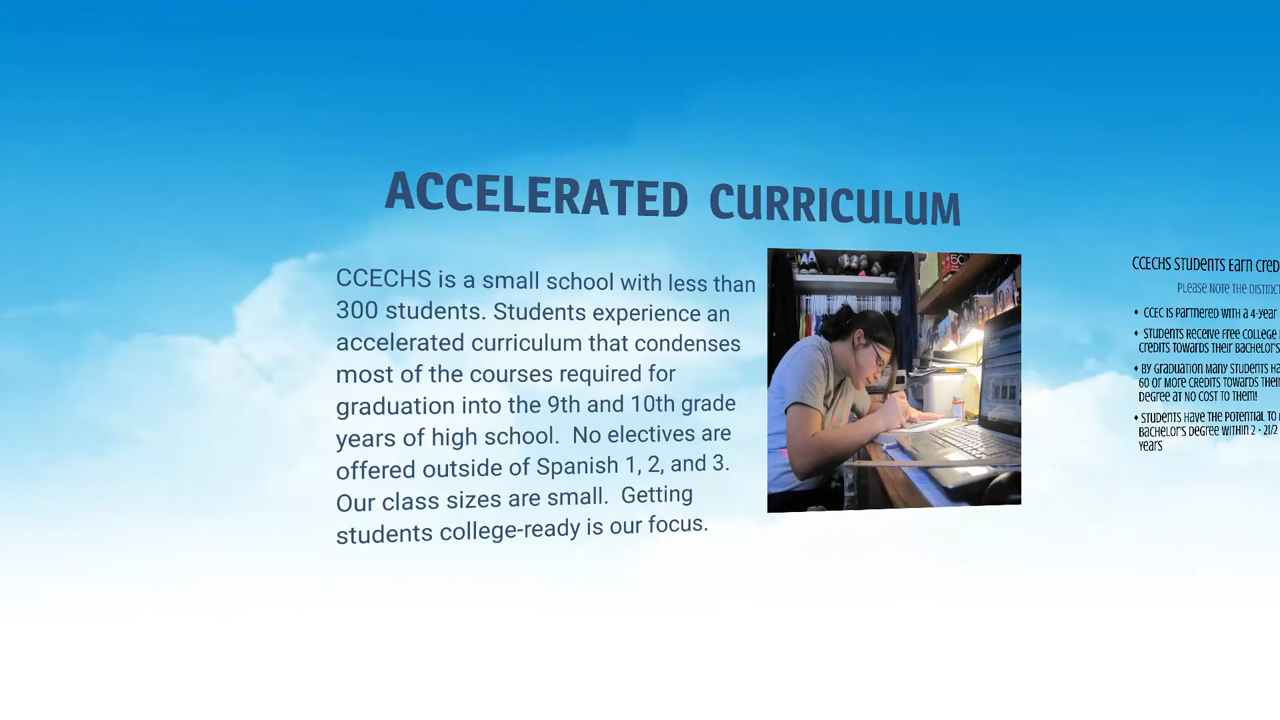 ACCELERATED CURRICULUM
CCECHS is a small school with less than
300 students. Students experience an
accelerated curriculum that condenses
most of the courses required for
graduation into the 9th and 10th grade
years of high school. No electives are
offered outside of Spanish 1, 2, and 3.
Our class sizes are small. Getting
students college-ready is our focus.
CCECHS Students Earn
Please note the
• CCEC is partnered with a 4-year
• Students receive free college
credits towards their
• By graduation many students
60 or more credits towards
degree at no cost to them!
• Students have the potential to
bachelor's degree within 2 - 2
years